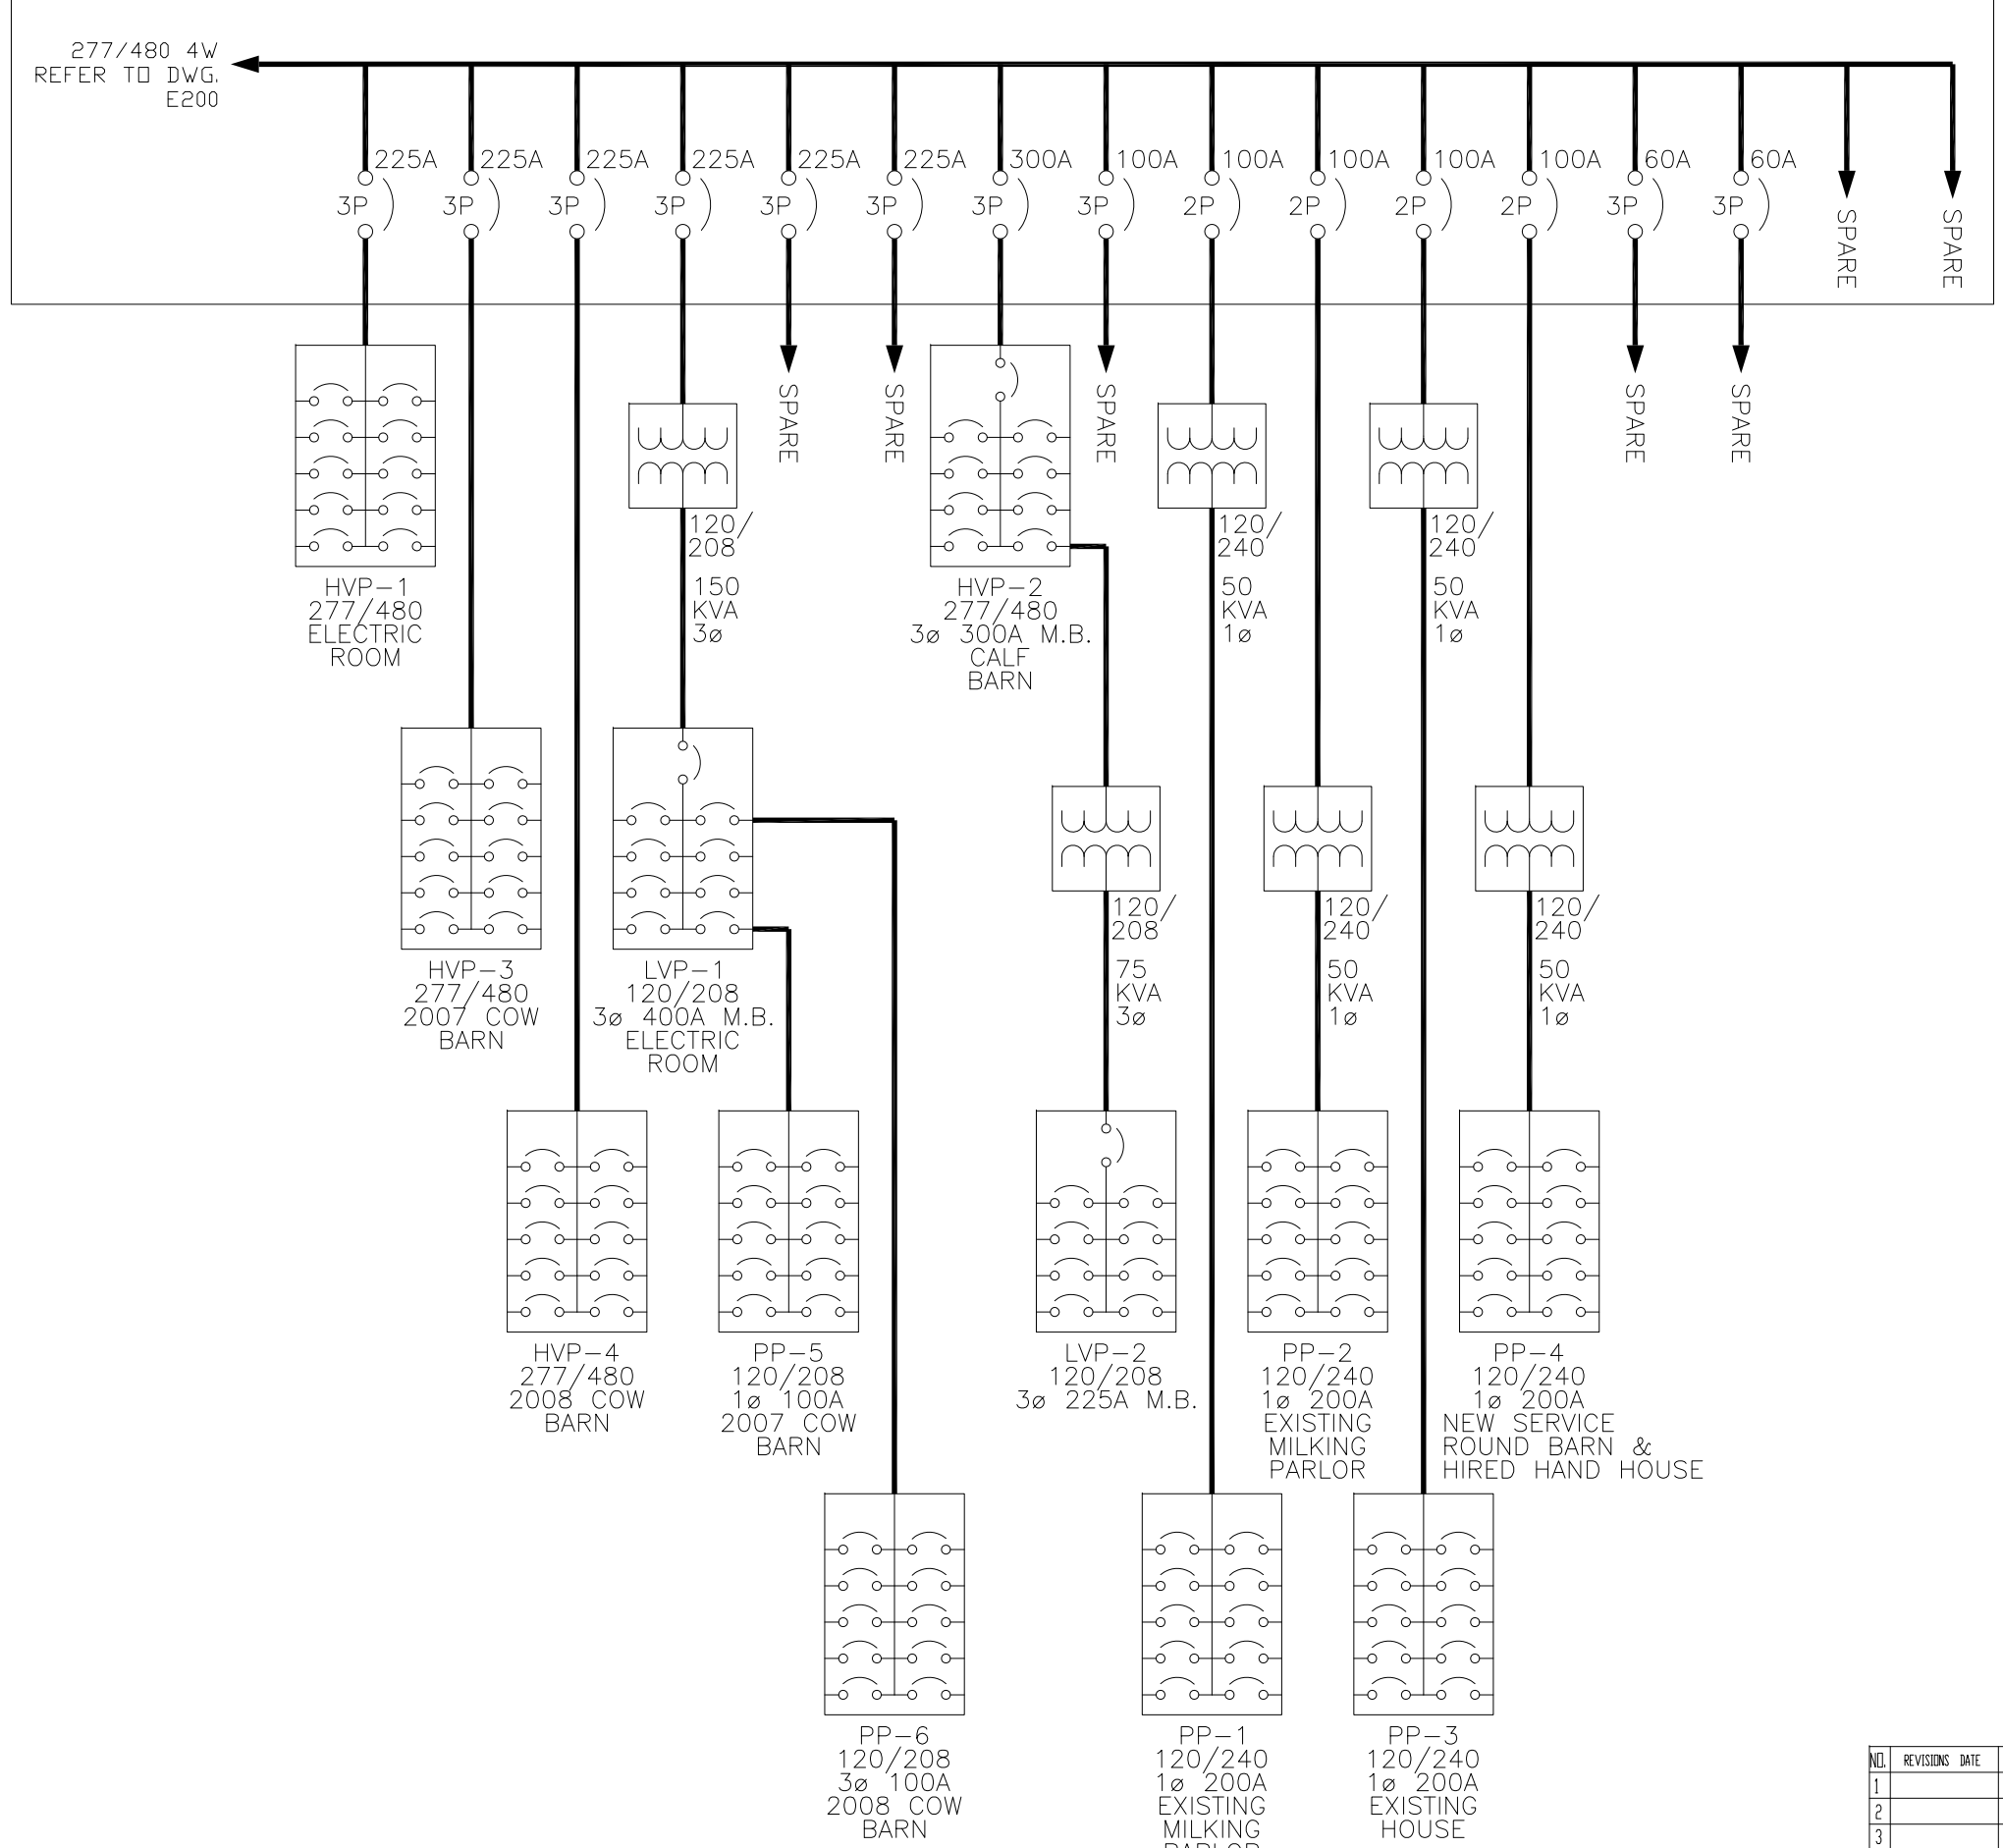 277/480 4W
REFER TO DWG.
E200
225A 225A 225A 225A 225A 225A 300A 100A 100A 100A 100A 100A 60A 60A
3P 3P 3P 3P 3P 3P 3P 3P 2P 2P 2P 2P 3P 3P
SPARE
SPARE
SPARE
SPARE
SPARE
SPARE
SPARE
HVP-1
277/480
ELECTRIC
ROOM
120/
208
150
KVA
3ø
HVP-2
277/480
3ø 300A M.B.
CALF
BARN
120/
240
50
KVA
1ø
120/
240
50
KVA
1ø
HVP-3
277/480
2007 COW
BARN
LVP-1
120/208
3ø 400A M.B.
ELECTRIC
ROOM
120/
208
75
KVA
3ø
120/
240
50
KVA
1ø
120/
240
50
KVA
1ø
HVP-4
277/480
2008 COW
BARN
PP-5
120/208
1ø 100A
2007 COW
BARN
LVP-2
120/208
3ø 225A M.B.
PP-2
120/240
1ø 200A
EXISTING
MILKING
PARLOR
PP-4
120/240
1ø 200A
NEW SERVICE
ROUND BARN &
HIRED HAND HOUSE
PP-6
120/208
3ø 100A
2008 COW
BARN
PP-1
120/240
1ø 200A
EXISTING
MILKING
PARLOR
PP-3
120/240
1ø 200A
EXISTING
HOUSE
NO. REVISIONS DATE
1
2
3